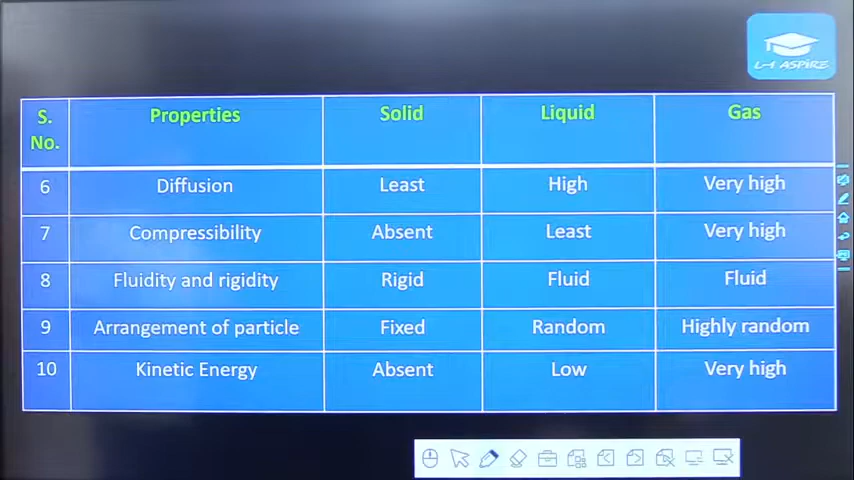 L-1 ASPIRE
S. No. Properties Solid Liquid Gas
6 Diffusion Least High Very high
7 Compressibility Absent Least Very high
8 Fluidity and rigidity Rigid Fluid Fluid
9 Arrangement of particle Fixed Random Highly random
10 Kinetic Energy Absent Low Very high